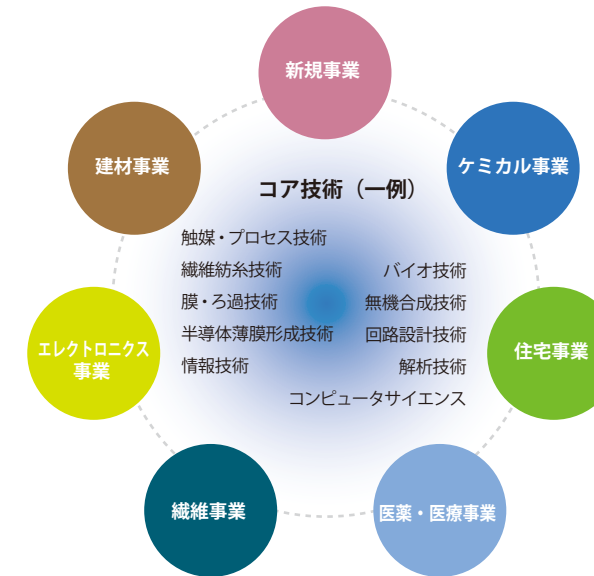 新規事業
建材事業
ケミカル事業
コア技術（一例）
触媒・プロセス技術
繊維紡糸技術
バイオ技術
膜・ろ過技術
無機合成技術
半導体薄膜形成技術
回路設計技術
情報技術
解析技術
コンピュータサイエンス
エレクトロニクス
事業
住宅事業
繊維事業
医薬・医療事業